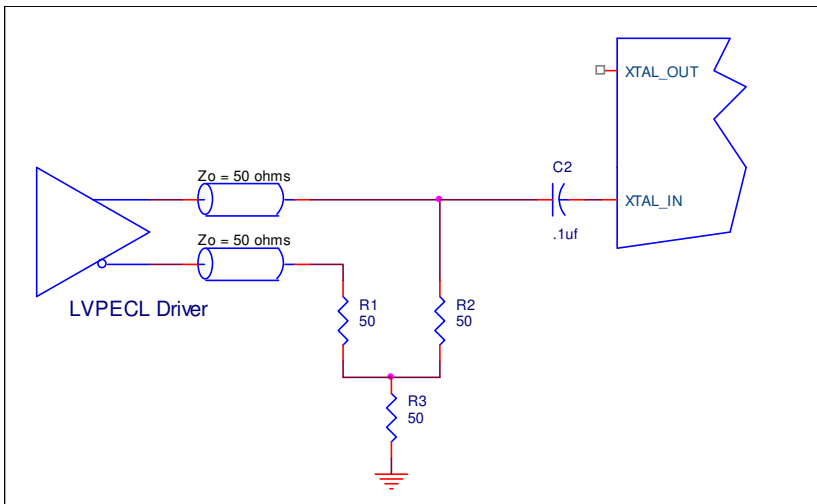 XTAL_OUT
Zo = 50 ohms
C2
XTAL_IN
.1uf
Zo = 50 ohms
LVPECL Driver
R1
50
R2
50
R3
50